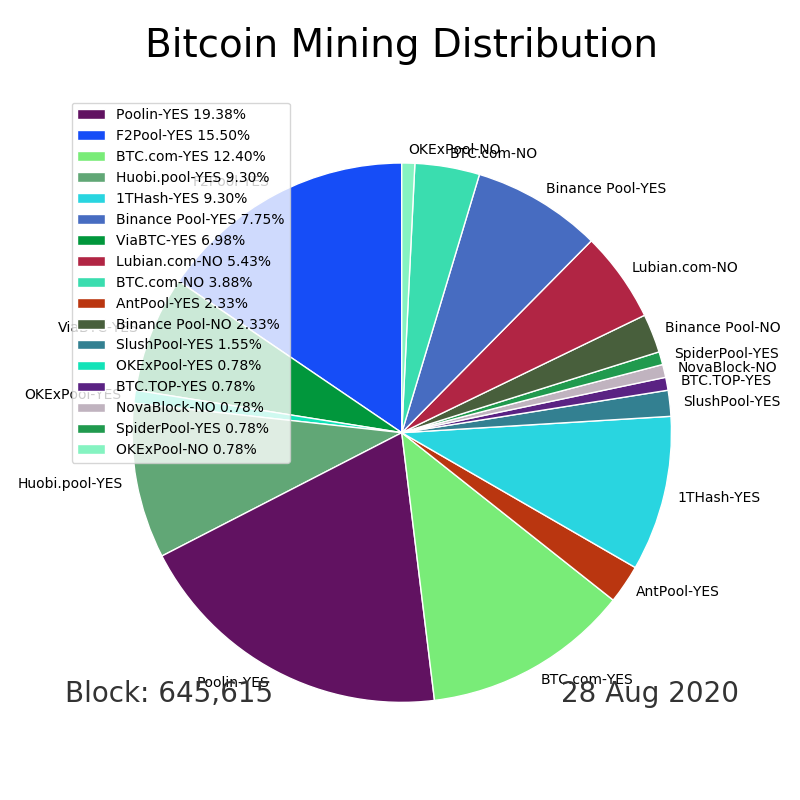 Bitcoin Mining Distribution
Poolin-YES 19.38%
F2Pool-YES 15.50%
BTC.com-YES 12.40%
Huobi.pool-YES 9.30%
1THash-YES 9.30%
Binance Pool-YES 7.75%
ViaBTC-YES 6.98%
Lubian.com-NO 5.43%
BTC.com-NO 3.88%
AntPool-YES 2.33%
Binance Pool-NO 2.33%
SlushPool-YES 1.55%
OKExPool-YES 0.78%
BTC.TOP-YES 0.78%
NovaBlock-NO 0.78%
SpiderPool-YES 0.78%
OKExPool-NO 0.78%
OKExPool-NO
BTC.com-NO
Binance Pool-YES
Lubian.com-NO
Binance Pool-NO
SpiderPool-YES
NovaBlock-NO
BTC.TOP-YES
SlushPool-YES
1THash-YES
AntPool-YES
BTC.com-YES
Poolin-YES
Huobi.pool-YES
OKExPool-YES
ViaBTC-YES
F2Pool-YES
Block: 645,615
28 Aug 2020